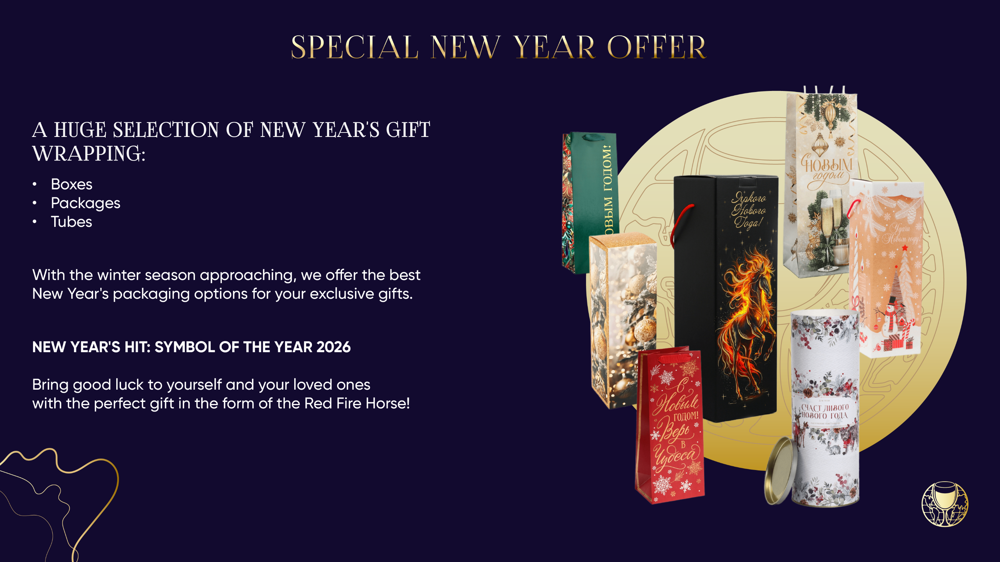 SPECIAL NEW YEAR OFFER
A HUGE SELECTION OF NEW YEAR'S GIFT
WRAPPING:
• Boxes
• Packages
• Tubes
With the winter season approaching, we offer the best
New Year's packaging options for your exclusive gifts.
NEW YEAR'S HIT: SYMBOL OF THE YEAR 2026
Bring good luck to yourself and your loved ones
with the perfect gift in the form of the Red Fire Horse!
ОВЫМ ГОДОМ!
Яркого
Нового
Года!
С НОВЫМ
годом
Удачи
в Новом году!
С
Новым
ГОДОМ!
Верь
В
Чудеса
СЧАСТЛИВОГО
НОВОГО ГОДА